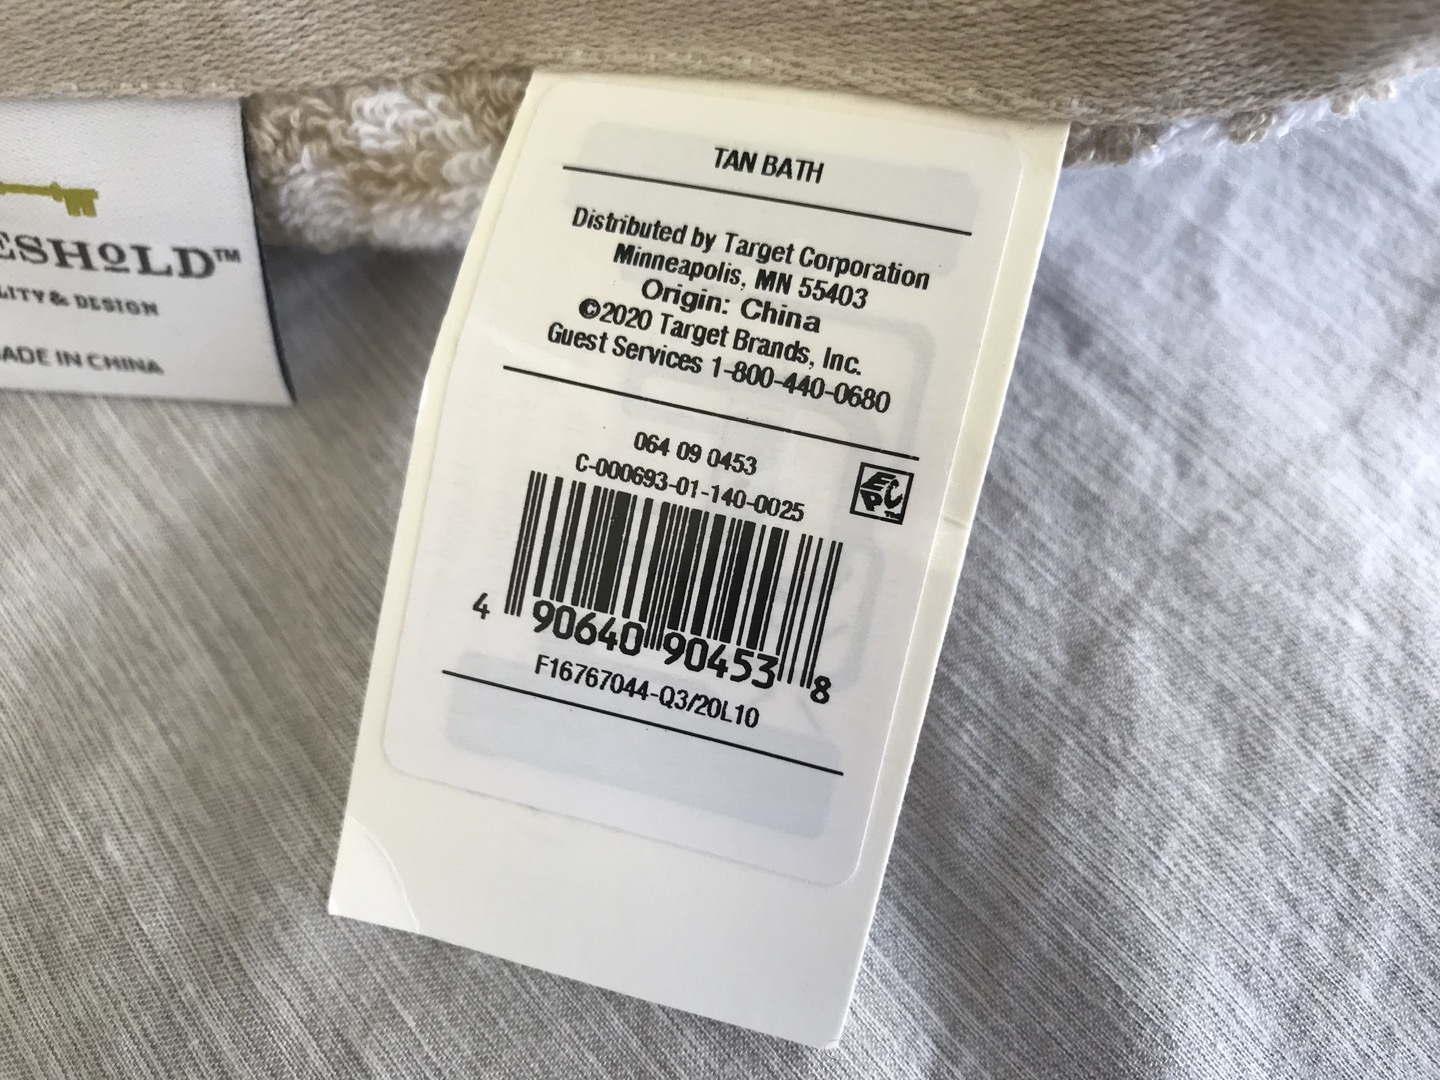 ESHOLD™
LITY & DESIGN
ADE IN CHINA
TAN BATH
Distributed by Target Corporation
Minneapolis, MN 55403
Origin: China
©2020 Target Brands, Inc.
Guest Services 1-800-440-0680
064 09 0453
C-000693-01-140-0025
EPC™
4 90640 90453 8
F16767044-Q3/20L10